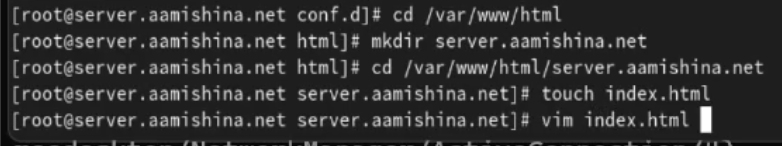 [root@server.aamishina.net conf.d]# cd /var/www/html
[root@server.aamishina.net html]# mkdir server.aamishina.net
[root@server.aamishina.net html]# cd /var/www/html/server.aamishina.net
[root@server.aamishina.net server.aamishina.net]# touch index.html
[root@server.aamishina.net server.aamishina.net]# vim index.html